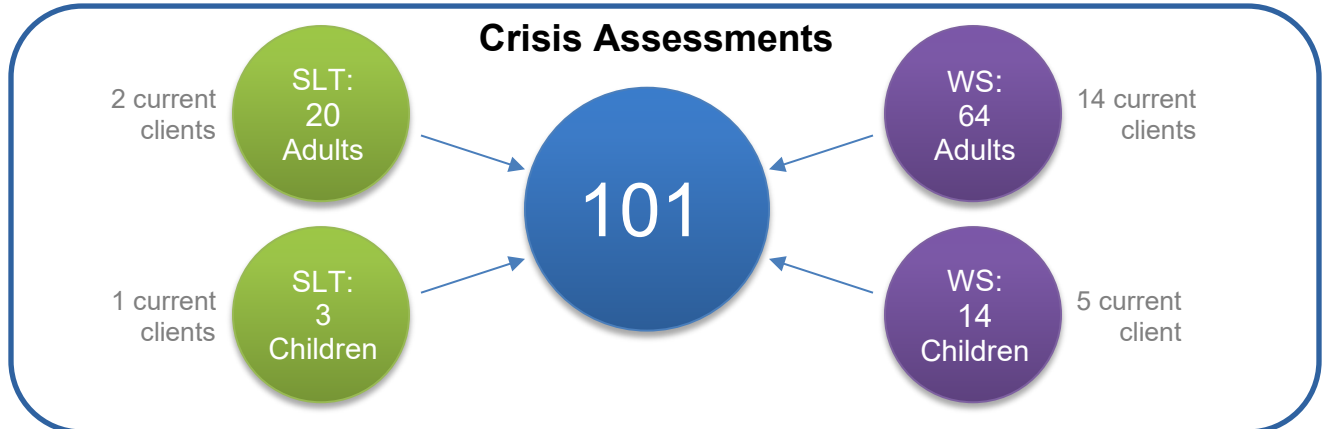 Crisis Assessments
2 current
clients
SLT:
20
Adults
1 current
clients
SLT:
3
Children
101
WS:
64
Adults
14 current
clients
WS:
14
Children
5 current
client